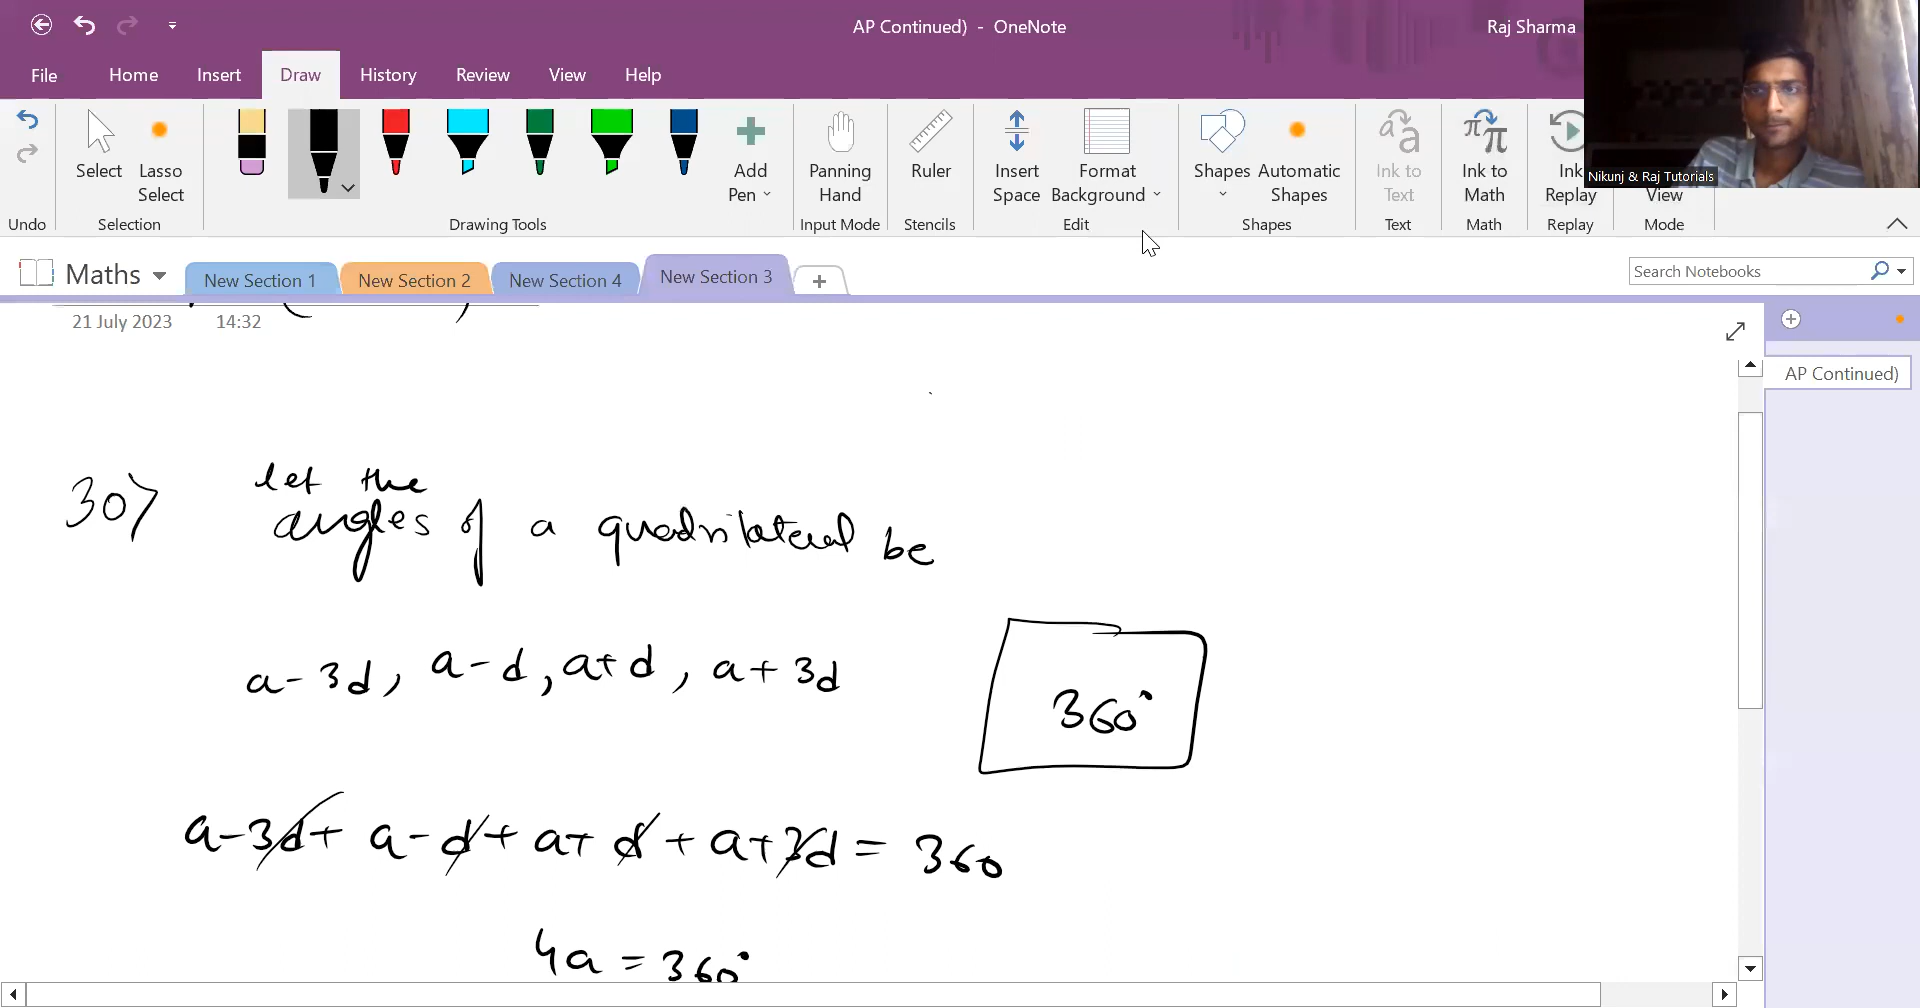 AP Continued) - OneNote
Raj Sharma
File Home Insert Draw History Review View Help
Select
Lasso Select
Add Pen
Panning Hand
Ruler
Insert Space
Format Background
Shapes
Automatic Shapes
Ink to Text
Ink to Math
Ink Replay
View
Nikunj & Raj Tutorials
Undo Selection Drawing Tools Input Mode Stencils Edit Shapes Text Math Replay Mode
Maths New Section 1 New Section 2 New Section 4 New Section 3
Search Notebooks
21 July 2023 14:32
AP Continued)
30) let the
angles of a quadrilateral be
a - 3d, a - d, a + d, a + 3d
360°
a - 3d + a - d + a + d + a + 3d = 360
4a = 360°